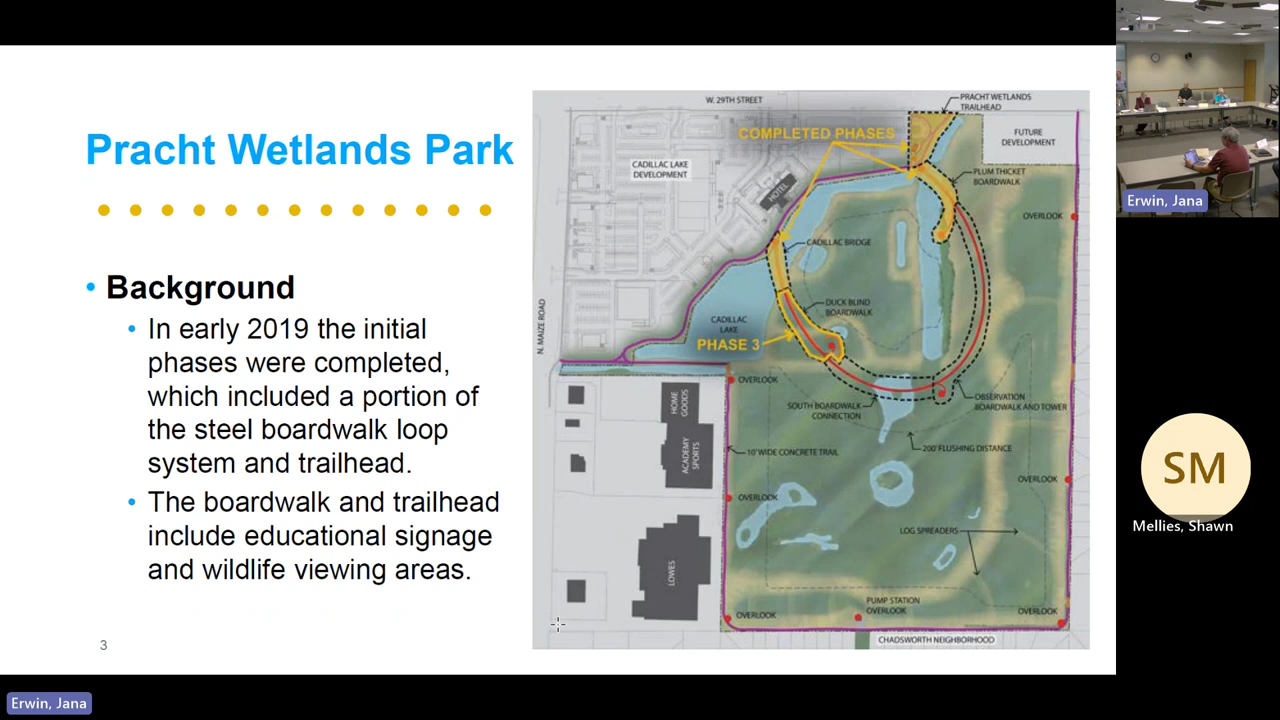 Pracht Wetlands Park
• Background
• In early 2019 the initial
phases were completed,
which included a portion of
the steel boardwalk loop
system and trailhead.
• The boardwalk and trailhead
include educational signage
and wildlife viewing areas.
3
W. 29TH STREET
PRACHT WETLANDS
TRAILHEAD
COMPLETED PHASES
FUTURE
DEVELOPMENT
CADILLAC LAKE
DEVELOPMENT
PLUM THICKET
BOARDWALK
HOTEL
OVERLOOK
CADILLAC BRIDGE
DUCK BLIND
BOARDWALK
CADILLAC
LAKE
PHASE 3
N. MAIZE ROAD
OVERLOOK
HOME
GOODS
SOUTH BOARDWALK
CONNECTION
OBSERVATION
BOARDWALK AND TOWER
ACADEMY
SPORTS
10' WIDE CONCRETE TRAIL
200' FLUSHING DISTANCE
OVERLOOK
OVERLOOK
LOG SPREADERS
LOWES
PUMP STATION
OVERLOOK
OVERLOOK
OVERLOOK
CHADSWORTH NEIGHBORHOOD
Erwin, Jana
SM
Mellies, Shawn
Erwin, Jana